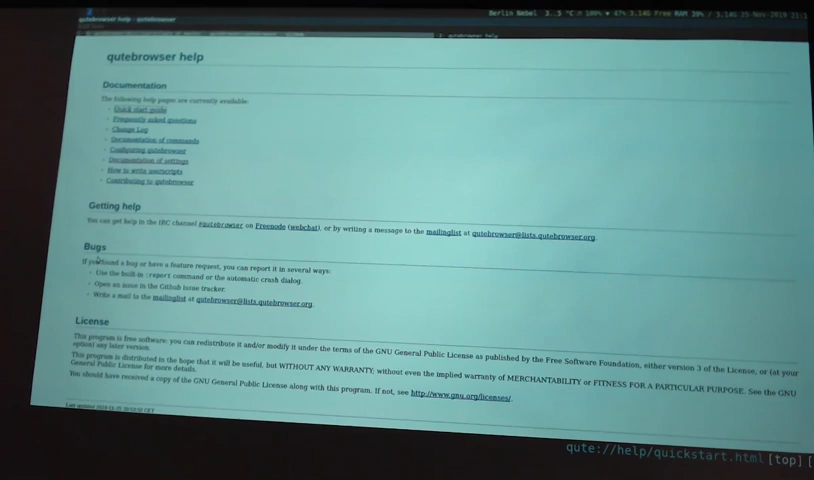 2
qutebrowser help - qutebrowser
Berlin Nebel
RAM 39%
25-Nov-2019
2 qutebrowser help
qutebrowser help
Documentation
The following help pages are currently available:
Quick start guide
Frequently asked questions
Change Log
Documentation of commands
Configuring qutebrowser
Documentation of settings
How to write userscripts
Contributing to qutebrowser
Getting help
You can get help in the IRC channel #qutebrowser on Freenode (webchat), or by writing a message to the mailinglist at qutebrowser@lists.qutebrowser.org.
Bugs
If you found a bug or have a feature request, you can report it in several ways:
Use the built-in :report command or the automatic crash dialog.
Open an issue in the Github issue tracker.
Write a mail to the mailinglist at qutebrowser@lists.qutebrowser.org.
License
This program is free software: you can redistribute it and/or modify it under the terms of the GNU General Public License as published by the Free Software Foundation, either version 3 of the License, or (at your
option) any later version.
This program is distributed in the hope that it will be useful, but WITHOUT ANY WARRANTY; without even the implied warranty of MERCHANTABILITY or FITNESS FOR A PARTICULAR PURPOSE. See the GNU
General Public License for more details.
You should have received a copy of the GNU General Public License along with this program. If not, see http://www.gnu.org/licenses/.
Last updated
qute://help/quickstart.html [top] [